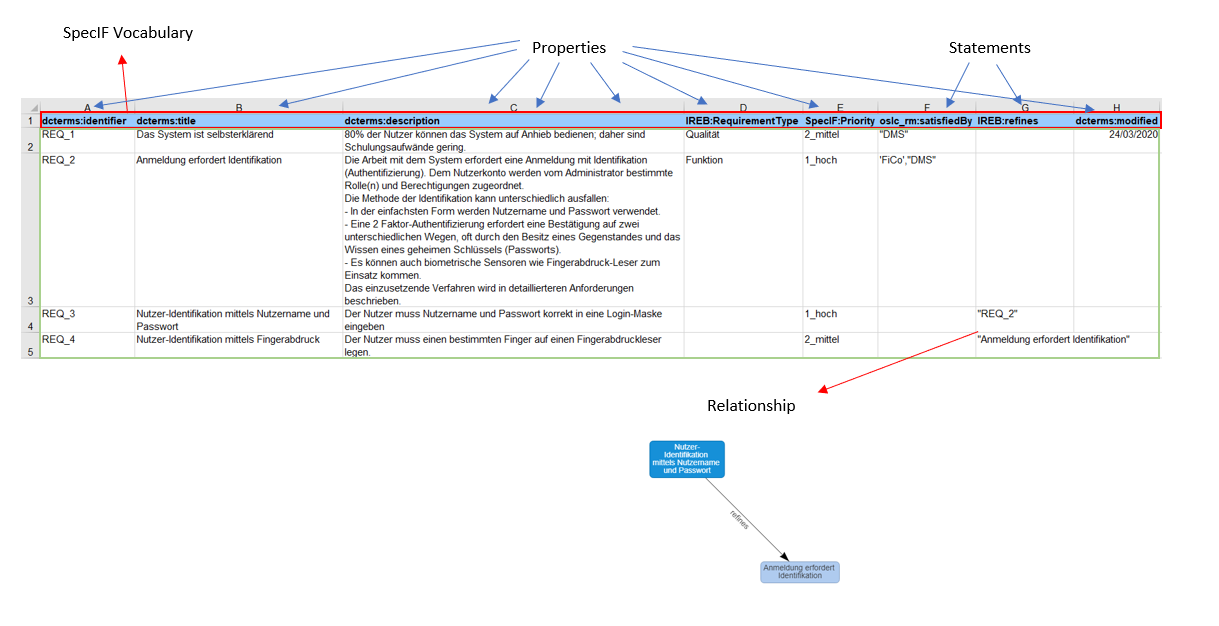 SpecIF Vocabulary
Properties
Statements
A B C D E F G H
1 dcterms:identifier dcterms:title dcterms:description IREB:RequirementType SpecIF:Priority oslc_rm:satisfiedBy IREB:refines dcterms:modified
REQ_1 Das System ist selbsterklärend 80% der Nutzer können das System auf Anhieb bedienen; daher sind Qualität 2_mittel "DMS" 24/03/2020
2 Schulungsaufwände gering.
REQ_2 Anmeldung erfordert Identifikation Die Arbeit mit dem System erfordert eine Anmeldung mit Identifikation Funktion 1_hoch 'FiCo',"DMS"
(Authentifizierung). Dem Nutzerkonto werden vom Administrator bestimmte
Rolle(n) und Berechtigungen zugeordnet.
Die Methode der Identifikation kann unterschiedlich ausfallen:
- In der einfachsten Form werden Nutzername und Passwort verwendet.
- Eine 2 Faktor-Authentifizierung erfordert eine Bestätigung auf zwei
unterschiedlichen Wegen, oft durch den Besitz eines Gegenstandes und das
Wissen eines geheimen Schlüssels (Passworts).
- Es können auch biometrische Sensoren wie Fingerabdruck-Leser zum
Einsatz kommen.
Das einzusetzende Verfahren wird in detaillierteren Anforderungen
3 beschrieben.
REQ_3 Nutzer-Identifikation mittels Nutzername und Der Nutzer muss Nutzername und Passwort korrekt in eine Login-Maske 1_hoch "REQ_2"
4 Passwort eingeben
REQ_4 Nutzer-Identifikation mittels Fingerabdruck Der Nutzer muss einen bestimmten Finger auf einen Fingerabdruckleser 2_mittel "Anmeldung erfordert Identifikation"
5 legen.
Relationship
Nutzer-
Identifikation
mittels Nutzername
und Passwort
refines
Anmeldung erfordert
Identifikation